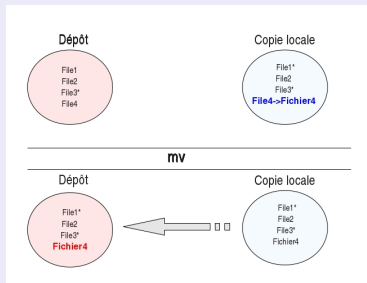 Dépôt
File1
File2
File3*
File4
Copie locale
File1*
File2
File3*
File4->Fichier4
mv
Dépôt
File1*
File2
File3*
Fichier4
Copie locale
File1*
File2
File3*
Fichier4